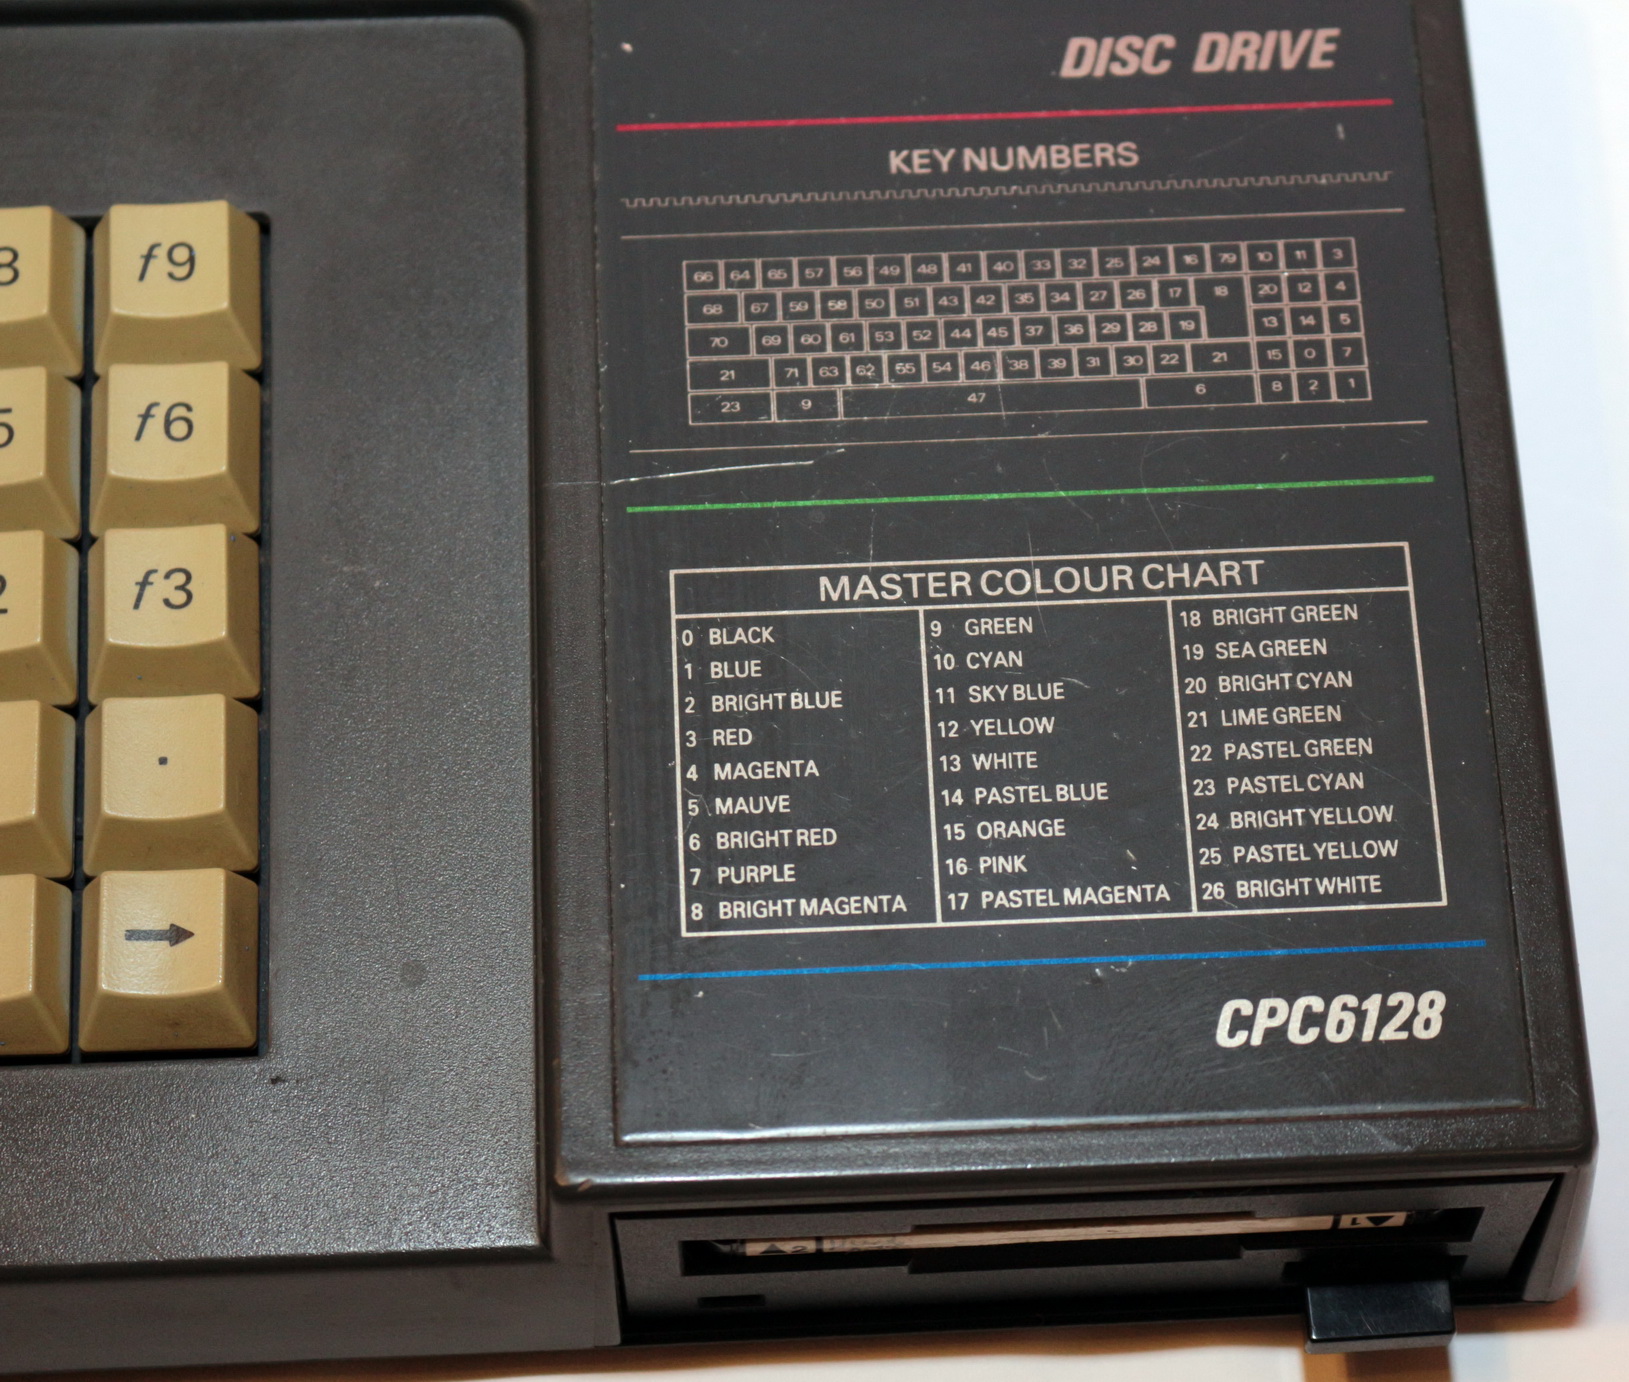 DISC DRIVE
KEY NUMBERS
66 64 65 57 56 49 48 41 40 33 32 25 24 16 79 10 11 3
68 67 59 58 50 51 43 42 35 34 27 26 17 18 20 12 4
70 69 60 61 53 52 44 45 37 36 29 28 19 13 14 5
21 71 63 62 55 54 46 38 39 31 30 22 21 15 0 7
23 9 47 6 8 2 1
MASTER COLOUR CHART
0 BLACK
1 BLUE
2 BRIGHT BLUE
3 RED
4 MAGENTA
5 MAUVE
6 BRIGHT RED
7 PURPLE
8 BRIGHT MAGENTA
9 GREEN
10 CYAN
11 SKY BLUE
12 YELLOW
13 WHITE
14 PASTEL BLUE
15 ORANGE
16 PINK
17 PASTEL MAGENTA
18 BRIGHT GREEN
19 SEA GREEN
20 BRIGHT CYAN
21 LIME GREEN
22 PASTEL GREEN
23 PASTEL CYAN
24 BRIGHT YELLOW
25 PASTEL YELLOW
26 BRIGHT WHITE
CPC6128
8 f9
5 f6
2 f3
.
→
▲2
1▲